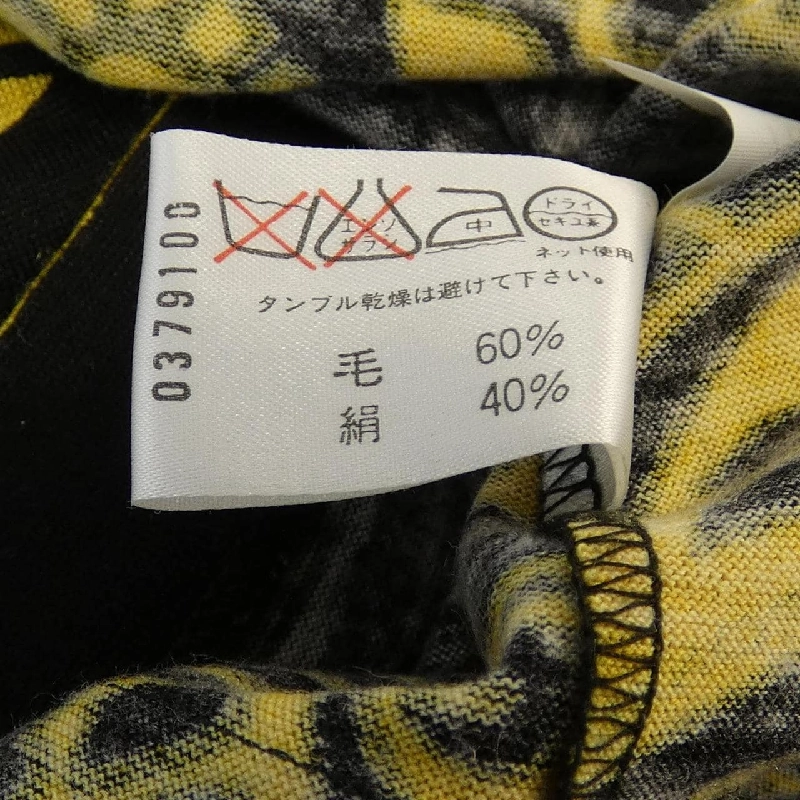 エンソ
サラシ
中
ドライ
セキユ系
ネット使用
タンブル乾燥は避けて下さい。
毛 60%
絹 40%
0379100